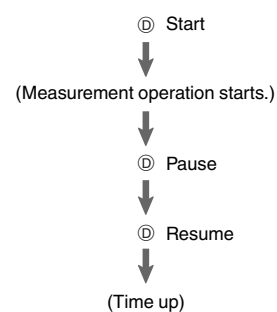 Ⓓ Start
(Measurement operation starts.)
Ⓓ Pause
Ⓓ Resume
(Time up)